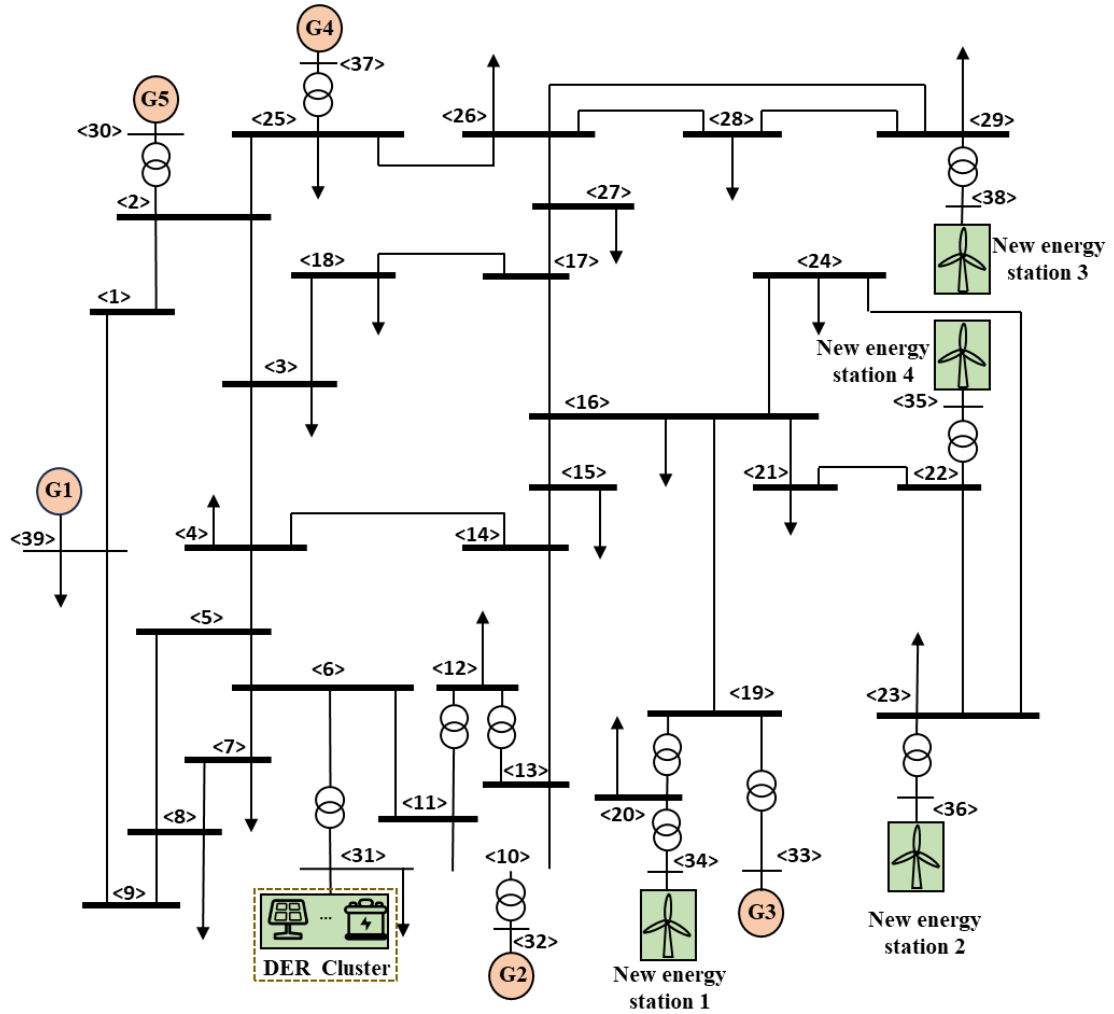 G4
<37>
G5
<25>
<26>
<28>
<29>
<30>
<2>
<27>
<38>
<18>
<17>
<24>
New energy
station 3
<1>
New energy
station 4
<3>
<16>
<35>
G1
<15>
<21>
<22>
<39>
<4>
<14>
<5>
<6>
<12>
<19>
<23>
<7>
<13>
<8>
<11>
<20>
<36>
<10>
<31>
<34>
<33>
<9>
...
G3
New energy
station 2
<32>
DER Cluster
G2
New energy
station 1